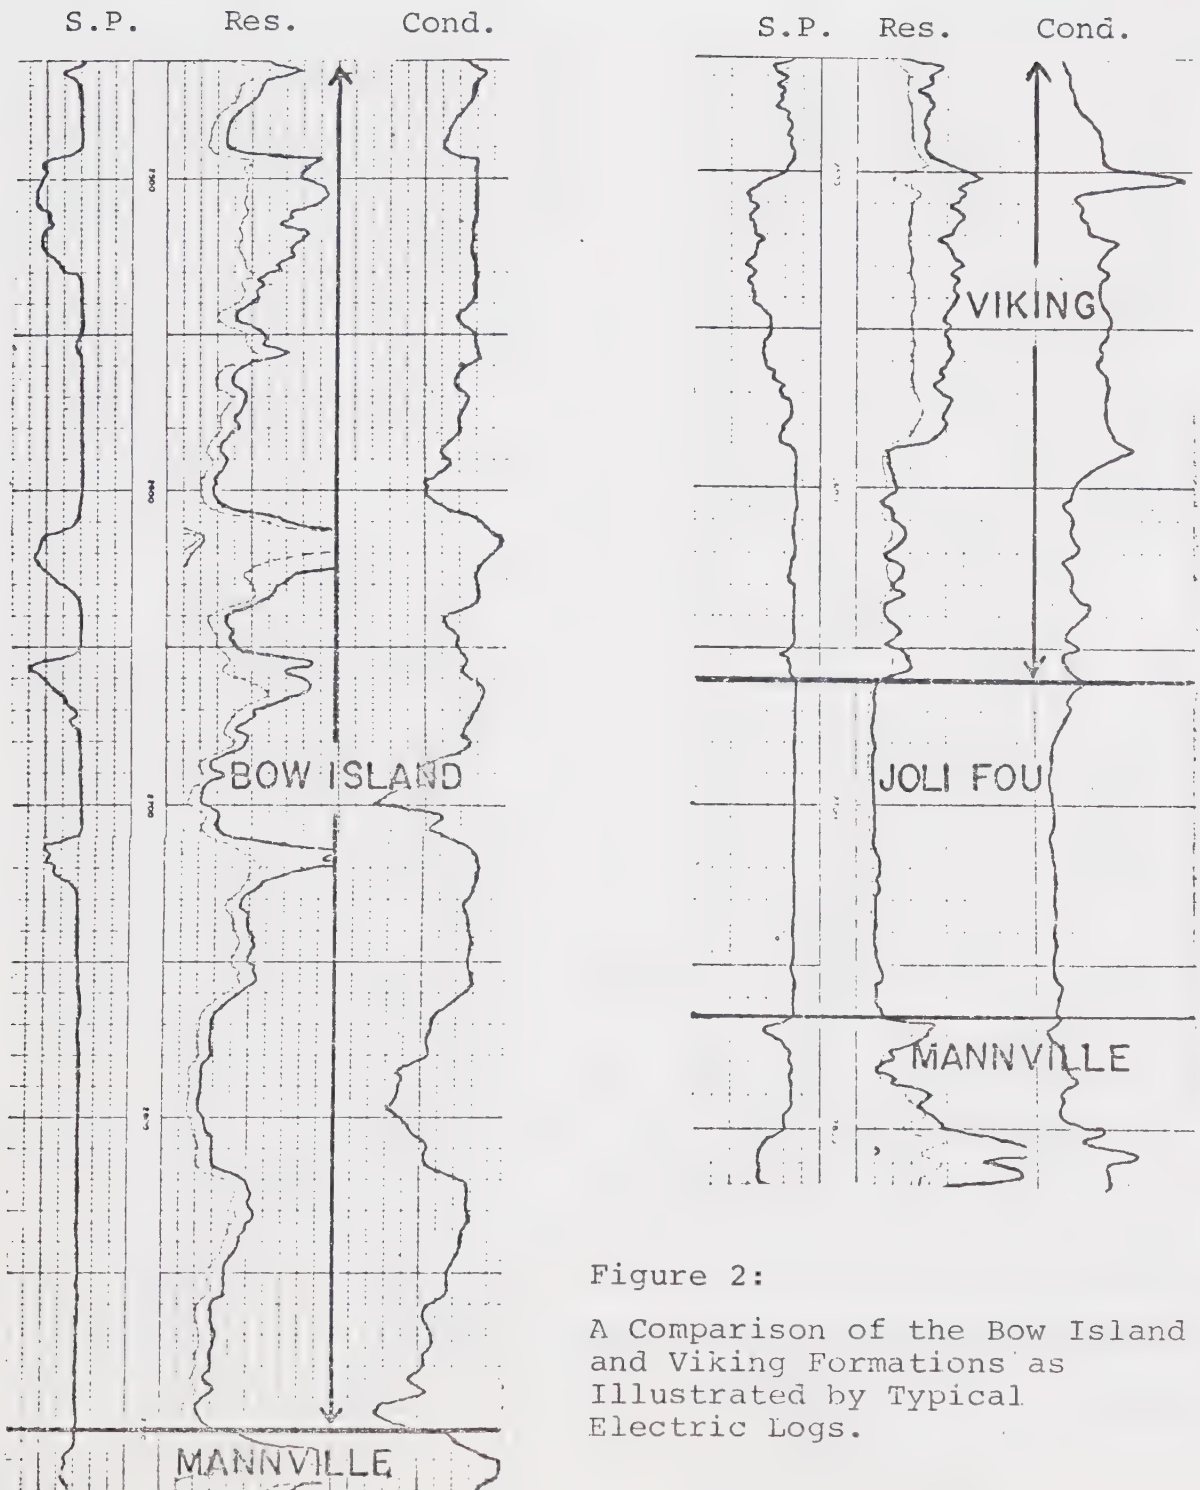 S.P. Res. Cond.
BOW ISLAND
MANNVILLE
S.P. Res. Cond.
VIKING
JOLI FOU
MANNVILLE
Figure 2:
A Comparison of the Bow Island
and Viking Formations as
Illustrated by Typical
Electric Logs.